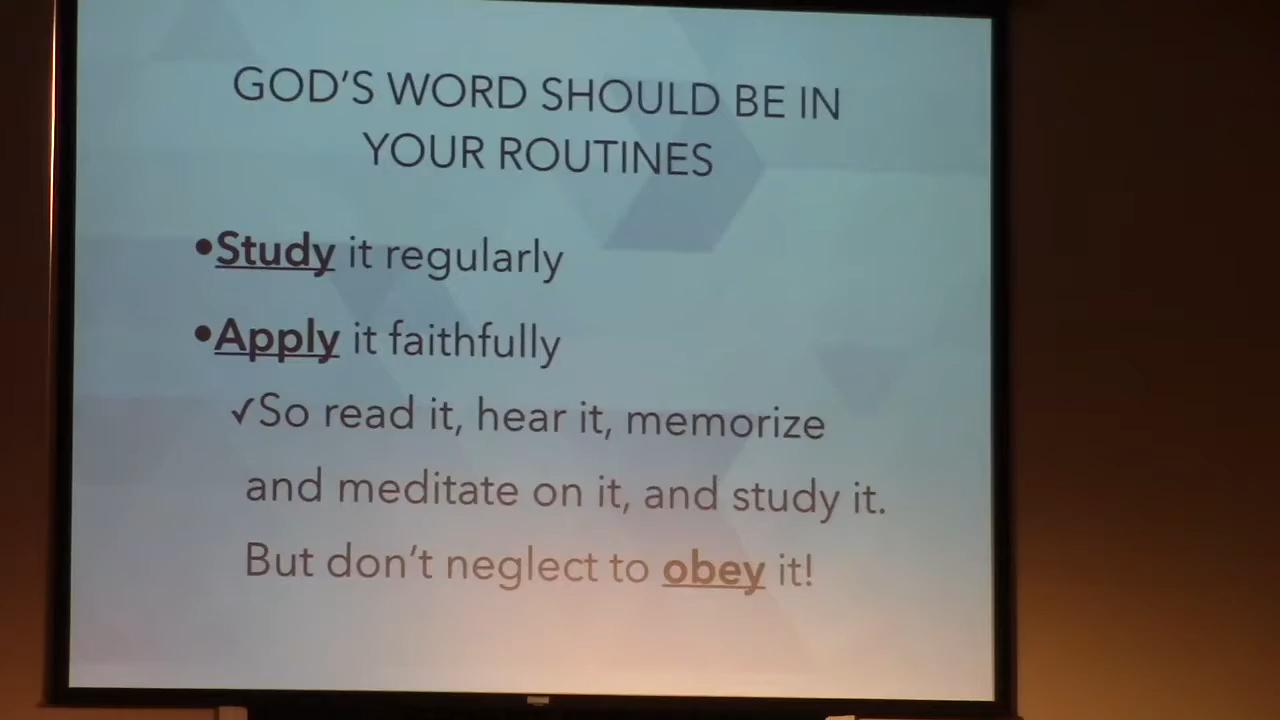 GOD'S WORD SHOULD BE IN
YOUR ROUTINES
•Study it regularly
•Apply it faithfully
✓So read it, hear it, memorize
and meditate on it, and study it.
But don't neglect to obey it!